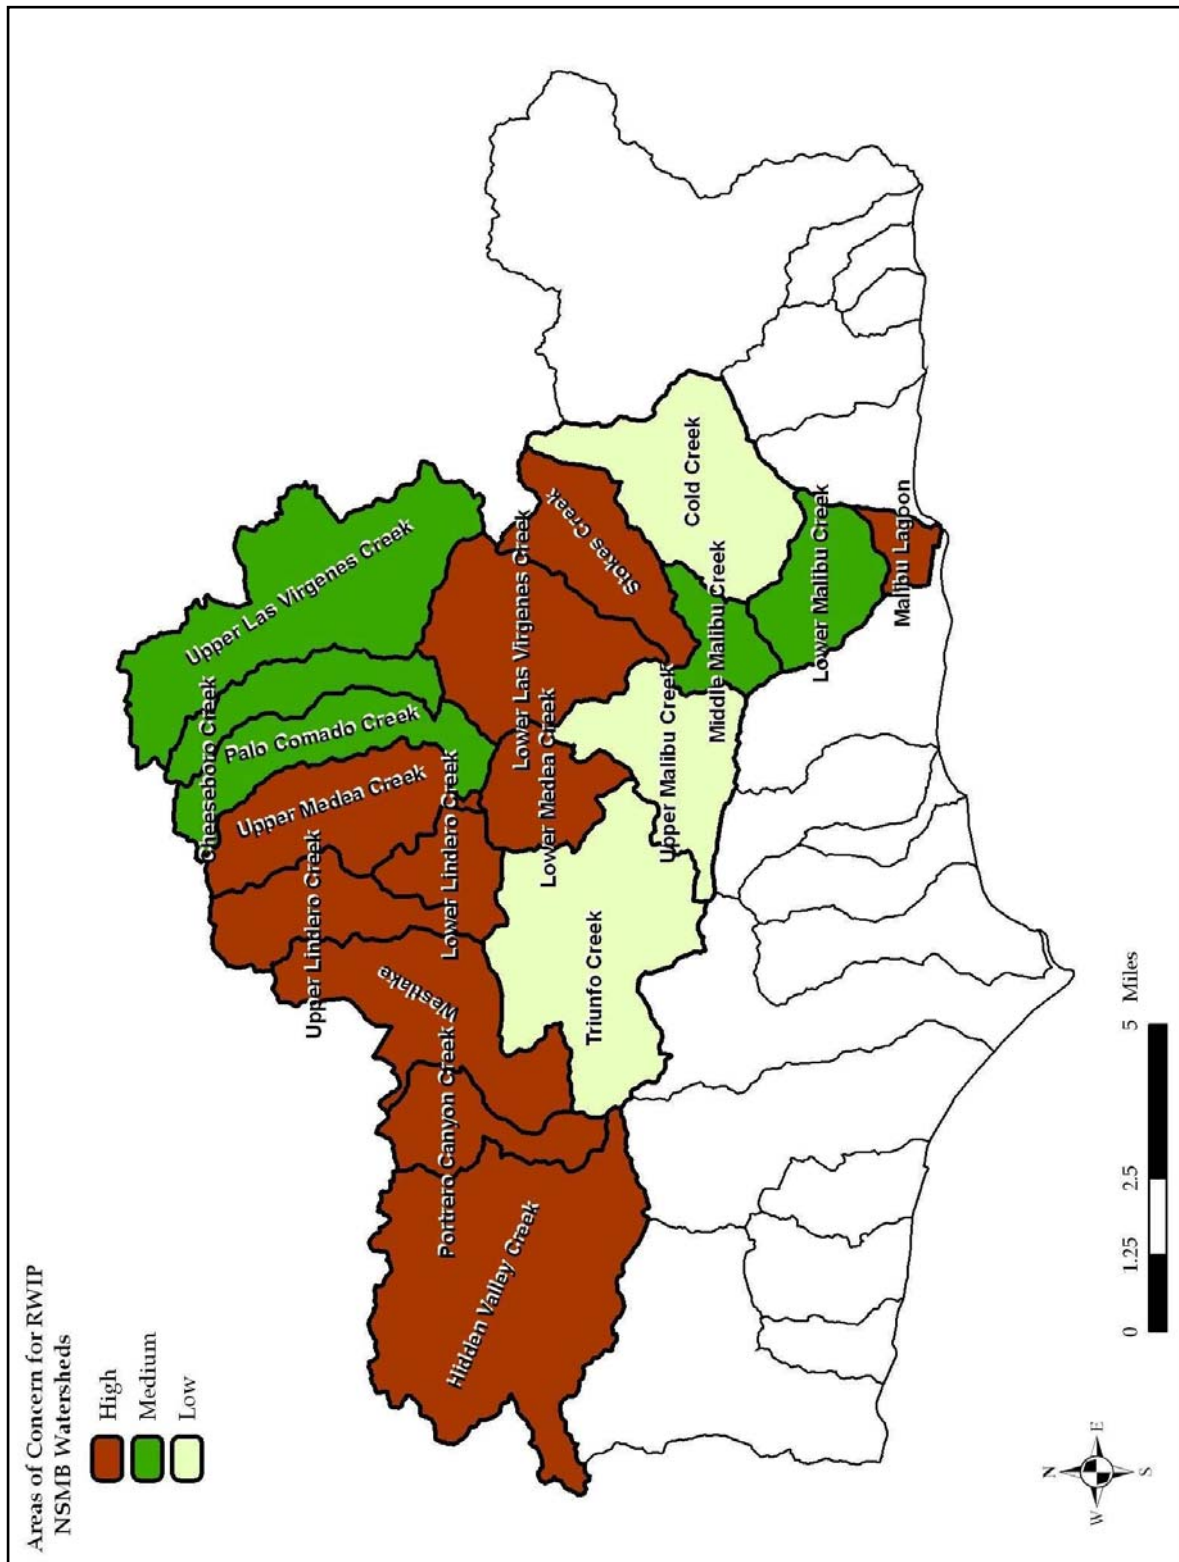 Areas of Concern for RWIP
NSMB Watersheds
High
Medium
Low
Upper Las Virgenes Creek
Cheeseboro Creek
Palo Comado Creek
Upper Medea Creek
Upper Lindero Creek
Lower Lindero Creek
Westlake
Portrero Canyon Creek
Hidden Valley Creek
Triunfo Creek
Lower Medea Creek
Lower Las Virgenes Creek
Stokes Creek
Upper Malibu Creek
Middle Malibu Creek
Cold Creek
Lower Malibu Creek
Malibu Lagoon
N
W
E
S
0
1.25
2.5
5
Miles